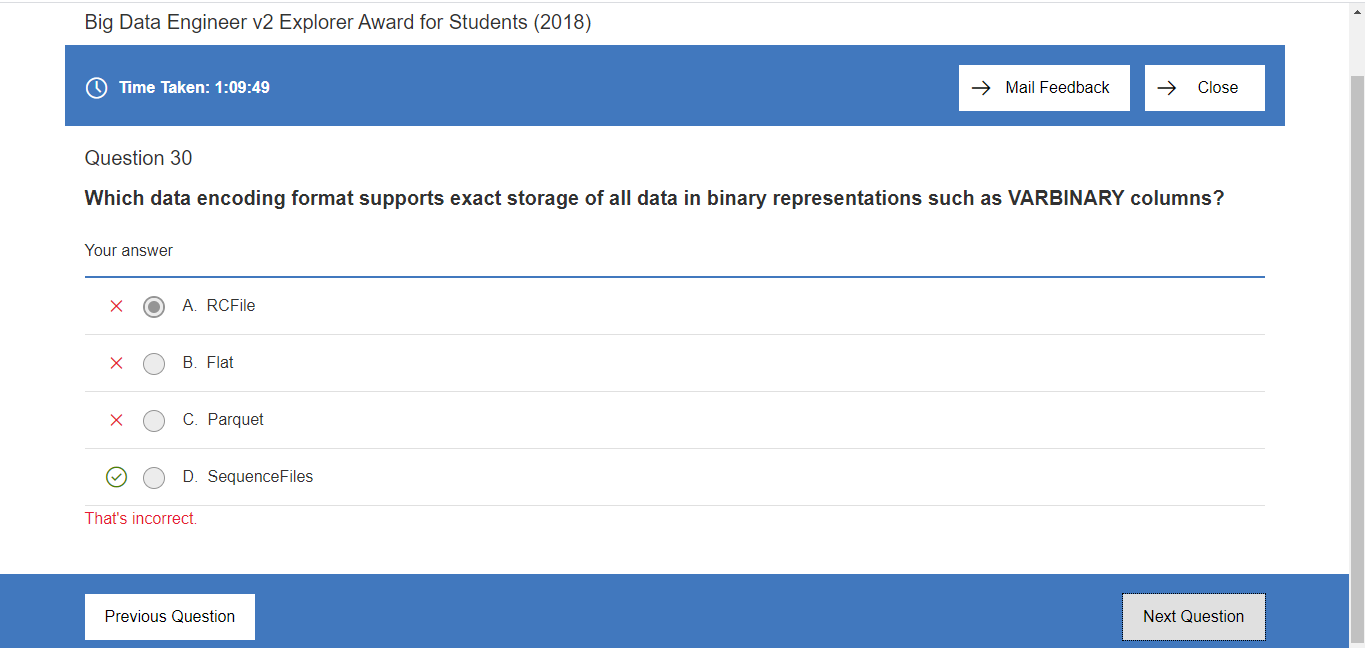 Big Data Engineer v2 Explorer Award for Students (2018)
Time Taken: 1:09:49
Mail Feedback
Close
Question 30
Which data encoding format supports exact storage of all data in binary representations such as VARBINARY columns?
Your answer
A. RCFile
B. Flat
C. Parquet
D. SequenceFiles
That's incorrect.
Previous Question
Next Question